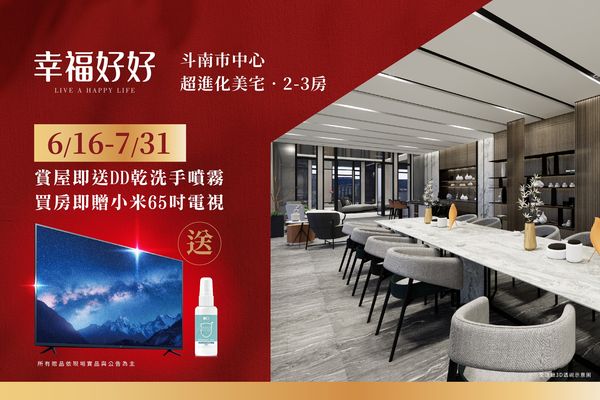 幸福好好
LIVE A HAPPY LIFE
斗南市中心
超進化美宅·2-3房
6/16-7/31
賞屋即送DD乾洗手噴霧
買房即贈小米65吋電視
送
所有贈品依現場實品與公告為主